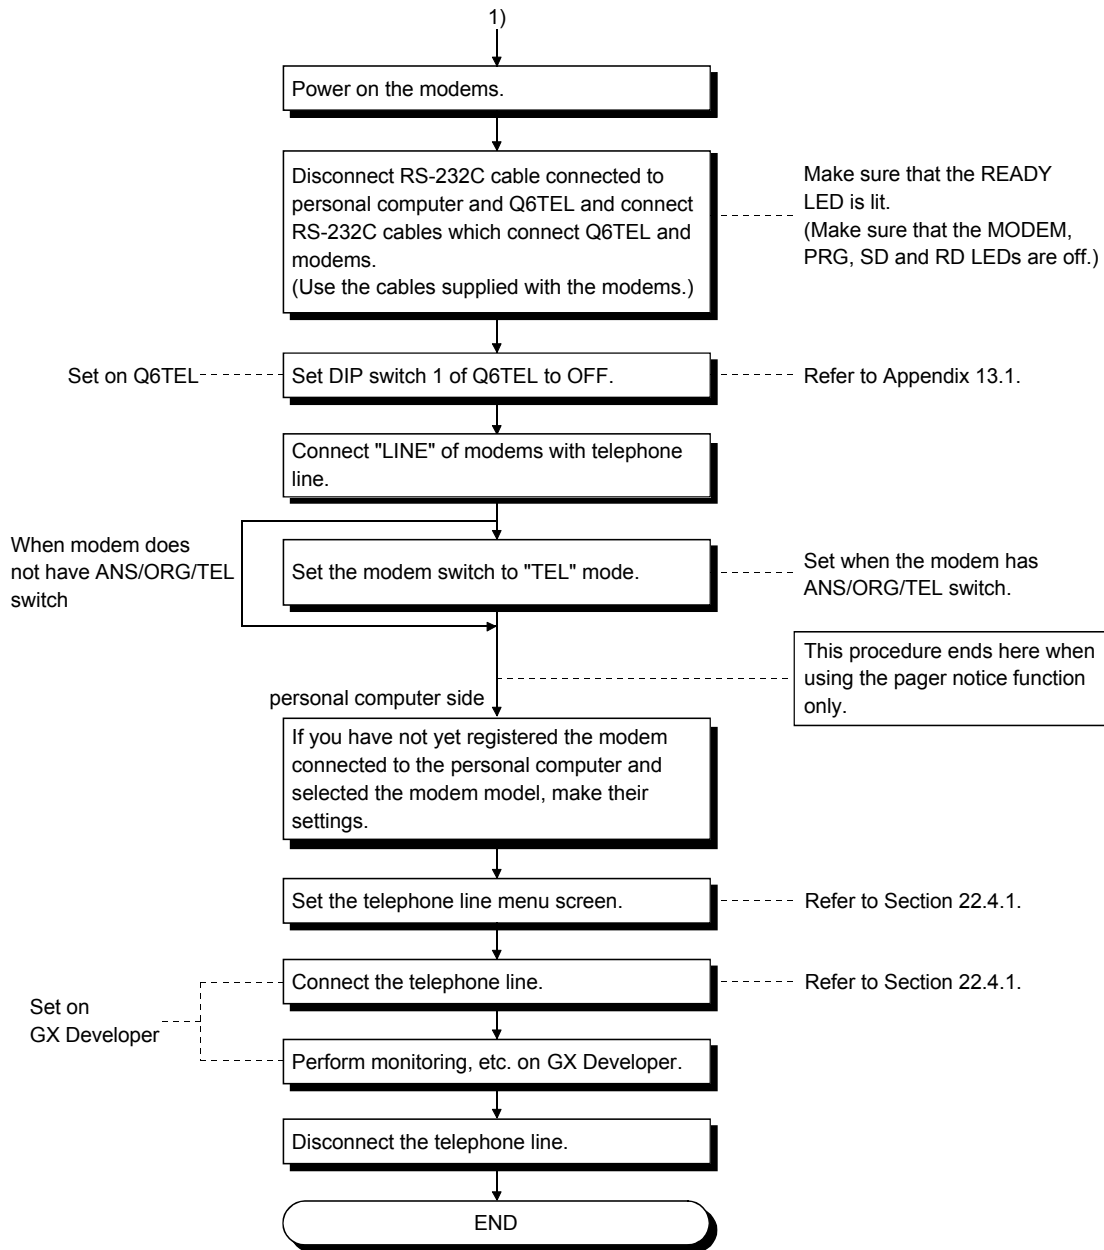 1)
Power on the modems.
Disconnect RS-232C cable connected to
personal computer and Q6TEL and connect
RS-232C cables which connect Q6TEL and
modems.
(Use the cables supplied with the modems.)
Make sure that the READY
LED is lit.
(Make sure that the MODEM,
PRG, SD and RD LEDs are off.)
Set on Q6TEL
Set DIP switch 1 of Q6TEL to OFF.
Refer to Appendix 13.1.
Connect "LINE" of modems with telephone
line.
When modem does
not have ANS/ORG/TEL
switch
Set the modem switch to "TEL" mode.
Set when the modem has
ANS/ORG/TEL switch.
This procedure ends here when
using the pager notice function
only.
personal computer side
If you have not yet registered the modem
connected to the personal computer and
selected the modem model, make their
settings.
Set the telephone line menu screen.
Refer to Section 22.4.1.
Connect the telephone line.
Refer to Section 22.4.1.
Set on
GX Developer
Perform monitoring, etc. on GX Developer.
Disconnect the telephone line.
END